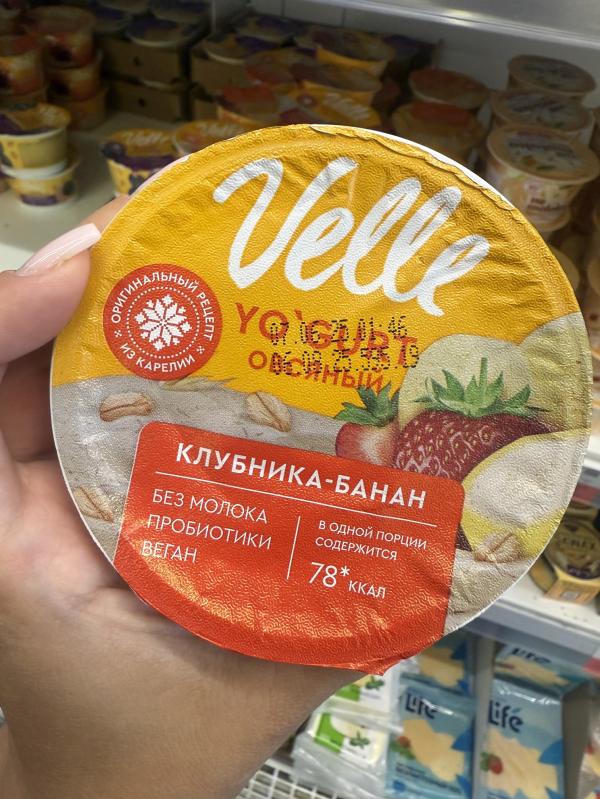 Velle
ОРИГИНАЛЬНЫЙ РЕЦЕПТ
ИЗ КАРЕЛИИ
YO`GURT
ОВСЯНЫЙ
КЛУБНИКА-БАНАН
БЕЗ МОЛОКА
ПРОБИОТИКИ
ВЕГАН
В ОДНОЙ ПОРЦИИ
СОДЕРЖИТСЯ
78* ККАЛ
Life
Life